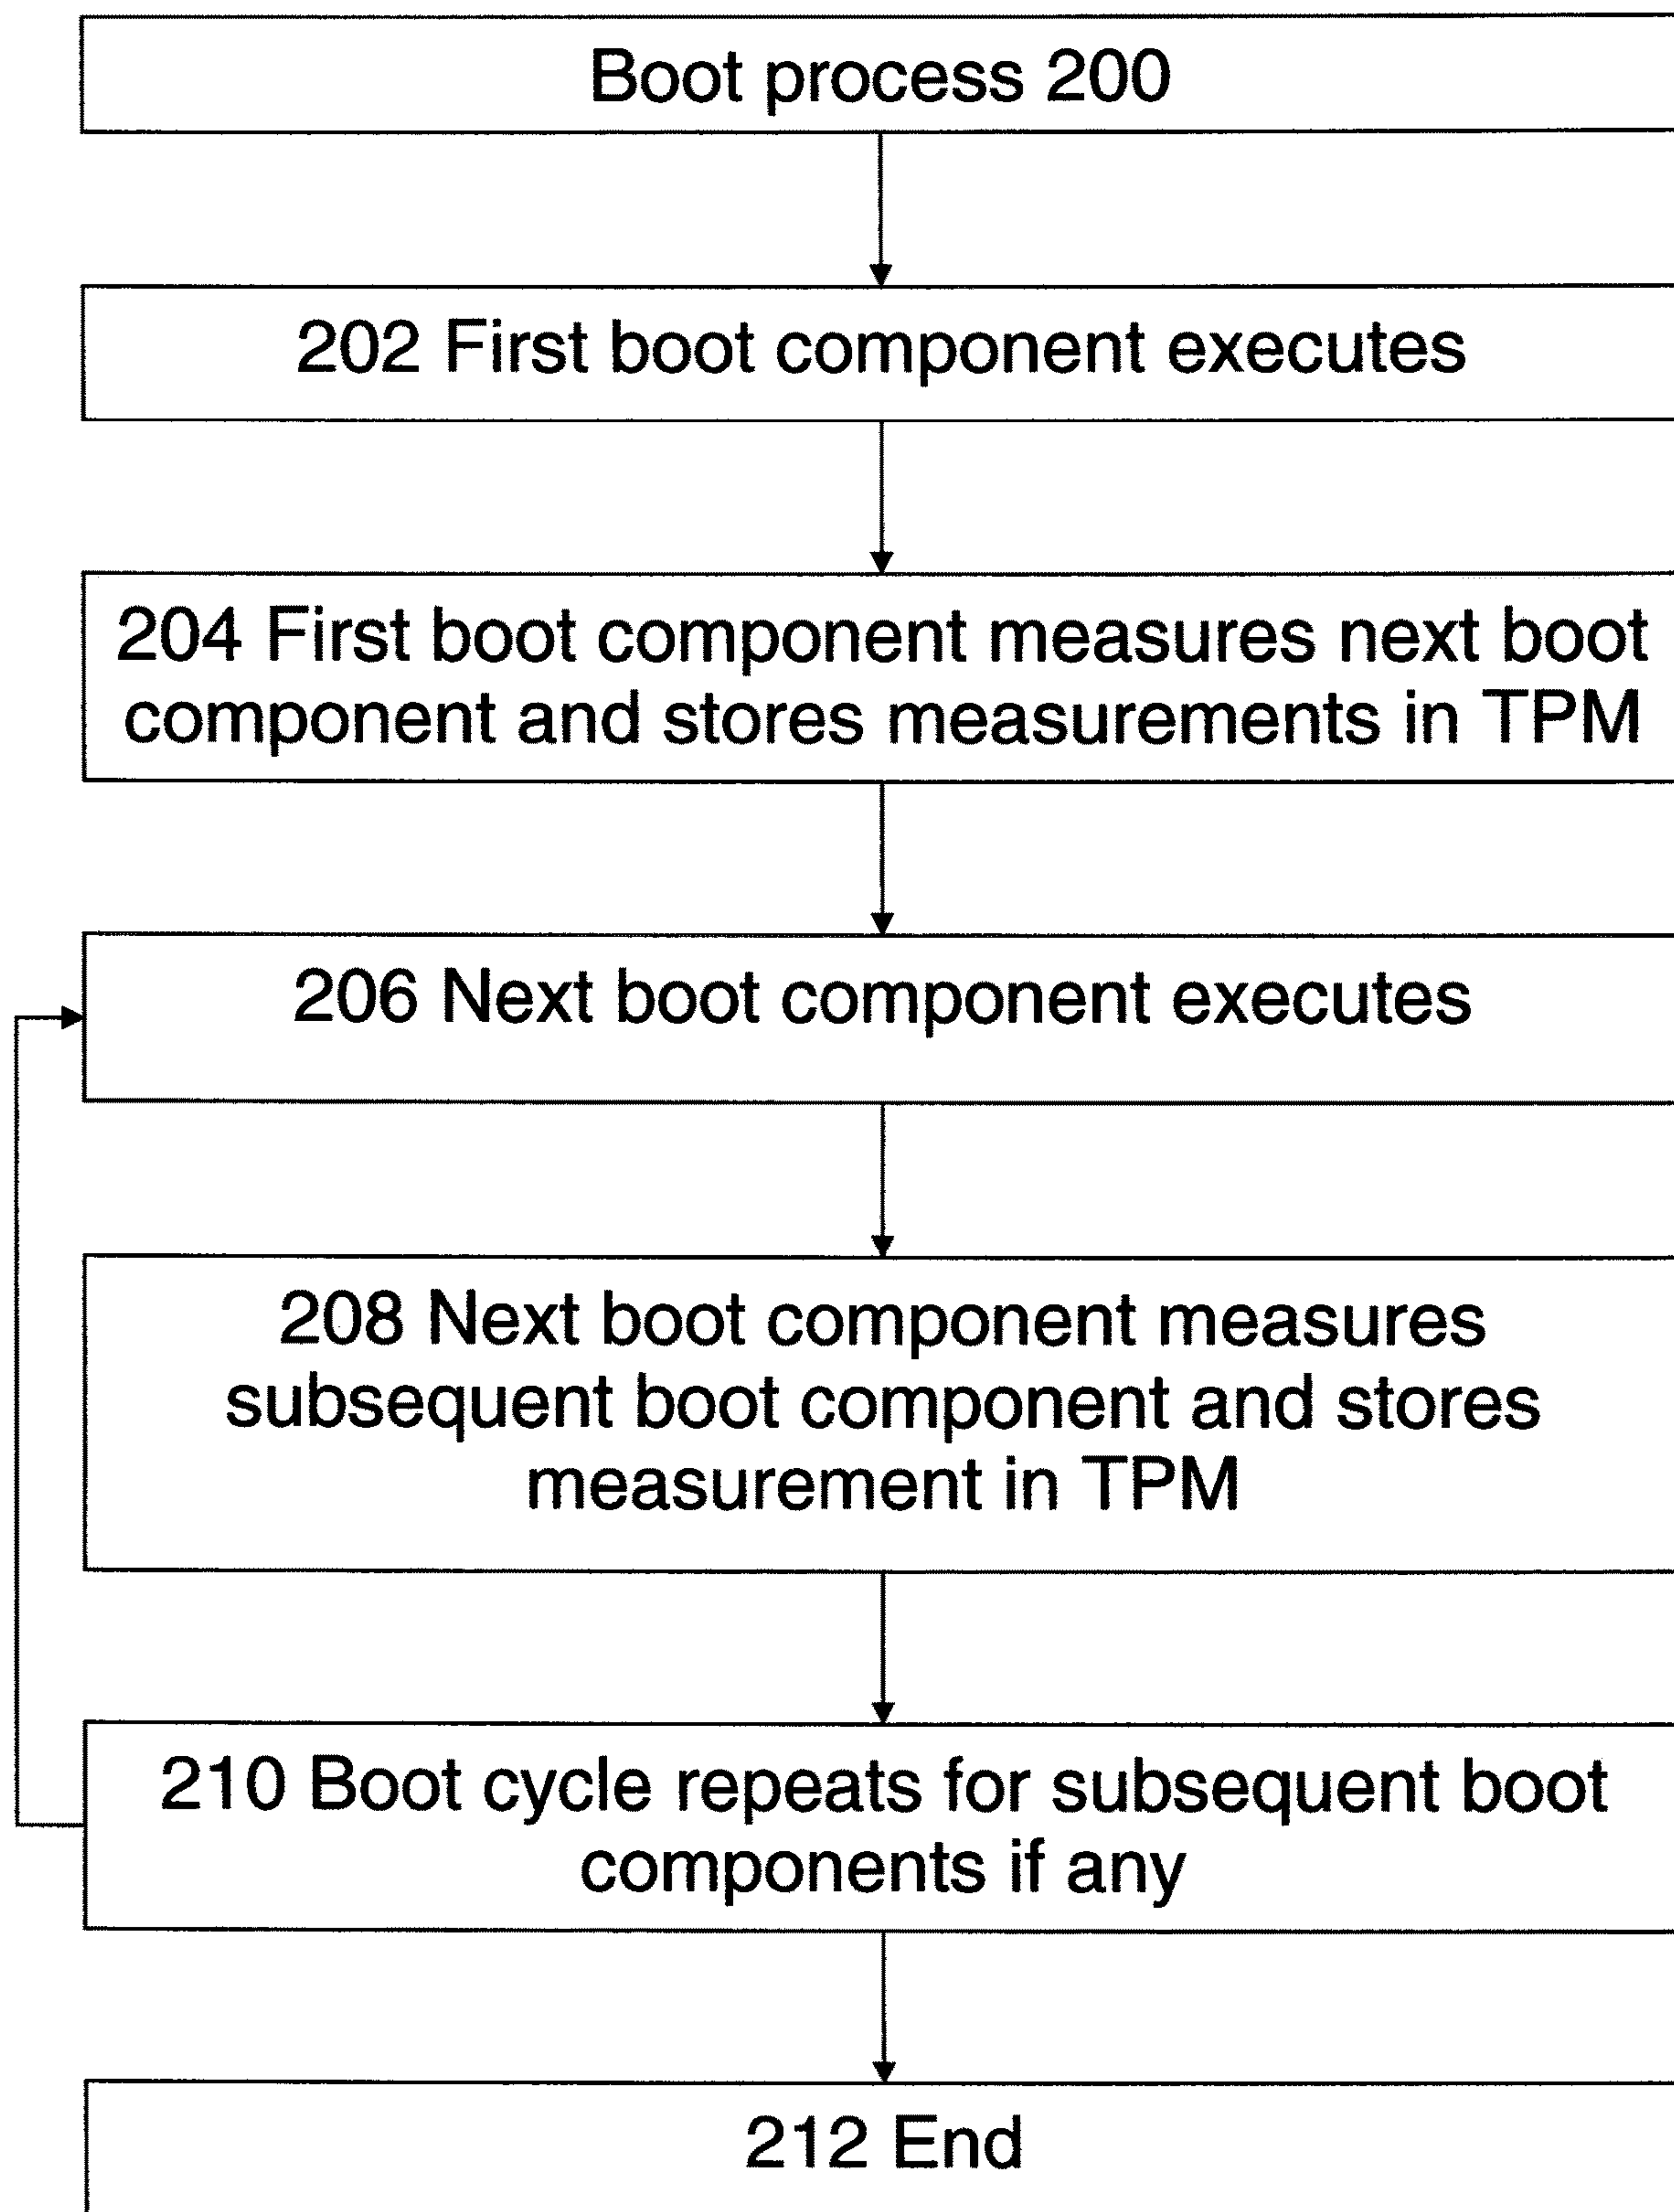 Boot process 200
202 First boot component executes
204 First boot component measures next boot
component and stores measurements in TPM
206 Next boot component executes
208 Next boot component measures
subsequent boot component and stores
measurement in TPM
210 Boot cycle repeats for subsequent boot
components if any
212 End